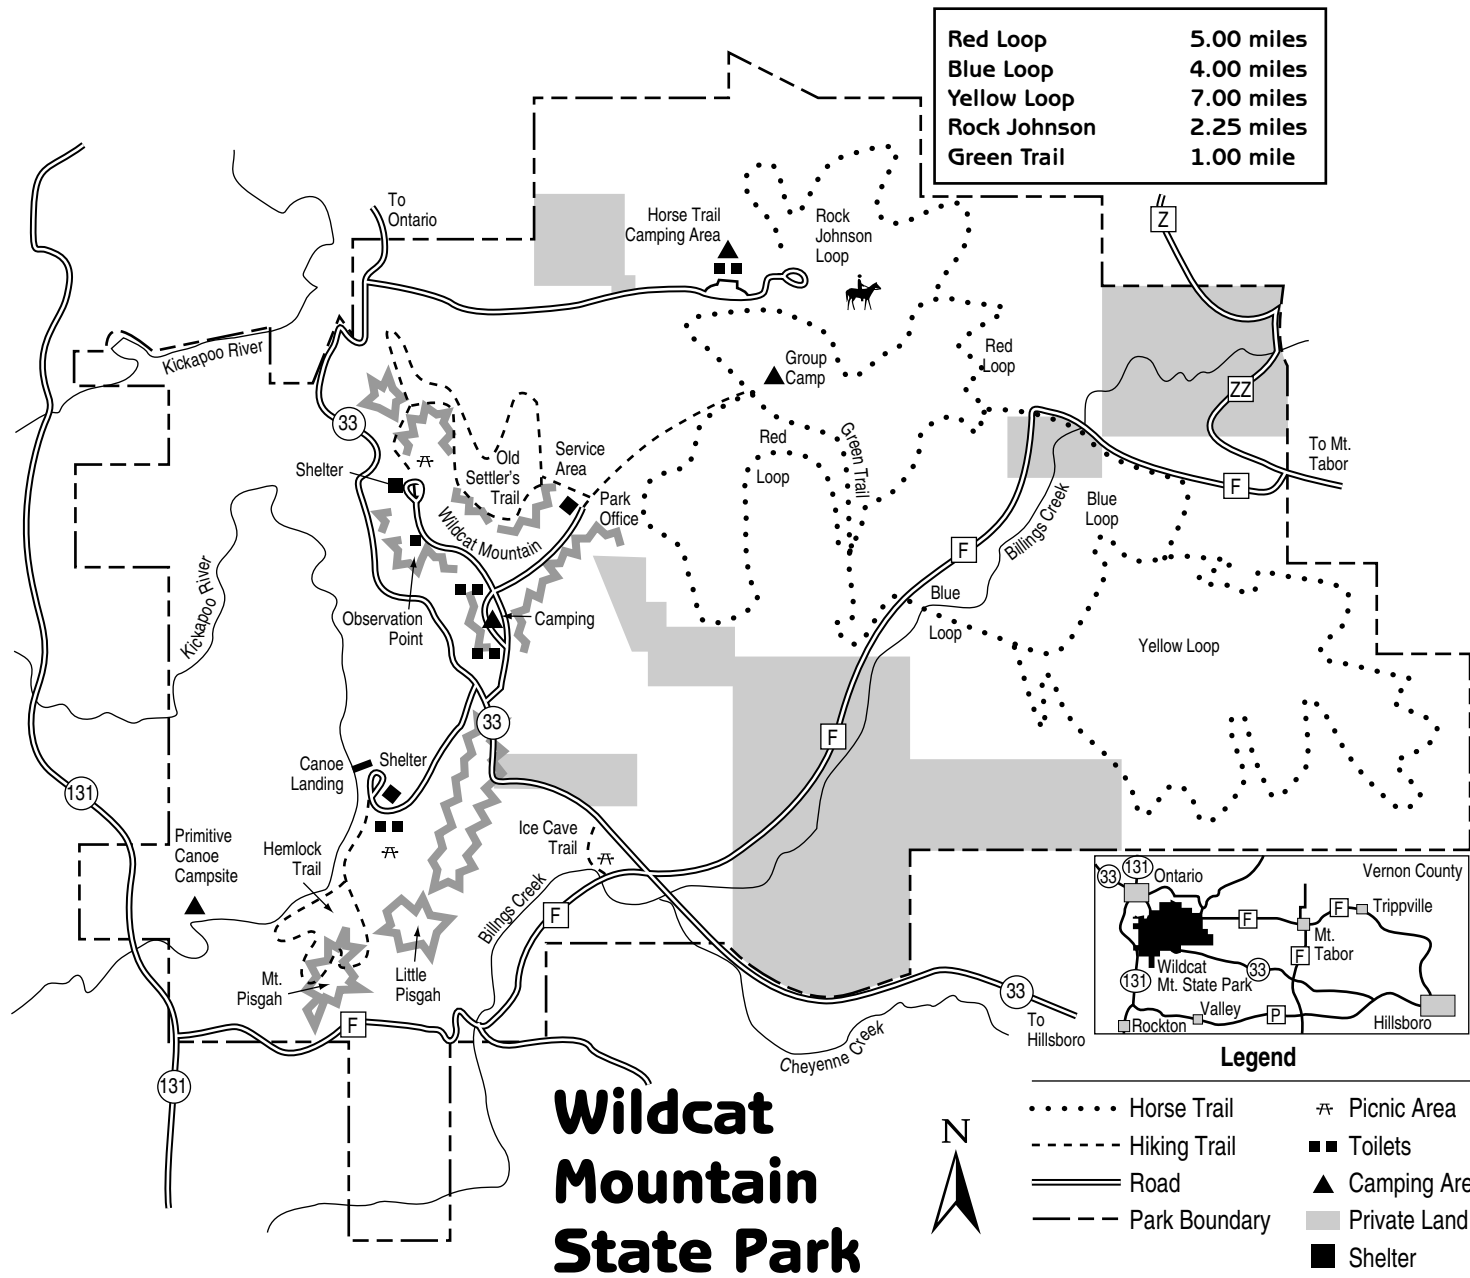 Red Loop 5.00 miles
Blue Loop 4.00 miles
Yellow Loop 7.00 miles
Rock Johnson 2.25 miles
Green Trail 1.00 mile
To
Ontario
Horse Trail
Camping Area
Rock
Johnson
Loop
Z
Kickapoo River
Group
Camp
Red
Loop
ZZ
33
Shelter
Old
Settler's
Trail
Service
Area
Red
Loop
Green Trail
To Mt.
Tabor
F
Park
Office
Wildcat Mountain
Blue
Loop
Billings Creek
F
Kickapoo River
Observation
Point
Camping
Blue
Loop
Yellow Loop
33
F
Canoe
Landing
Shelter
131
Primitive
Canoe
Campsite
Hemlock
Trail
Ice Cave
Trail
Billngs Creek
F
Mt.
Pisgah
Little
Pisgah
F
33
To
Hillsboro
Cheyenne Creek
131
33
131
Ontario
Vernon County
F
F
Trippville
Mt.
Tabor
F
Wildcat
Mt. State Park
33
131
Valley
P
Rockton
Hillsboro
Wildcat
Mountain
State Park
N
Legend
Horse Trail
Picnic Area
Hiking Trail
Toilets
Road
Camping Are
Park Boundary
Private Land
Shelter